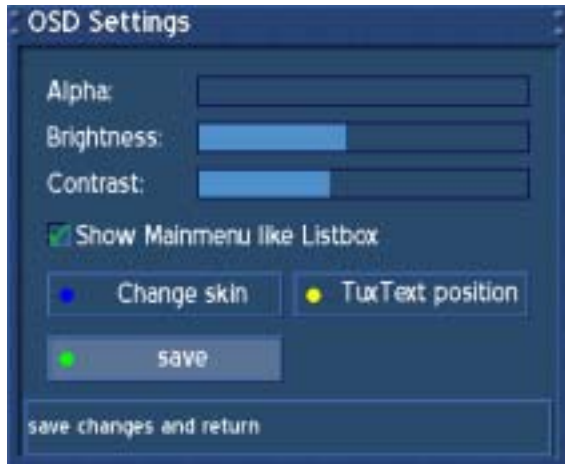 OSD Settings
Alpha:
Brightness:
Contrast:
Show Mainmenu like Listbox
Change skin
TuxText position
save
save changes and return